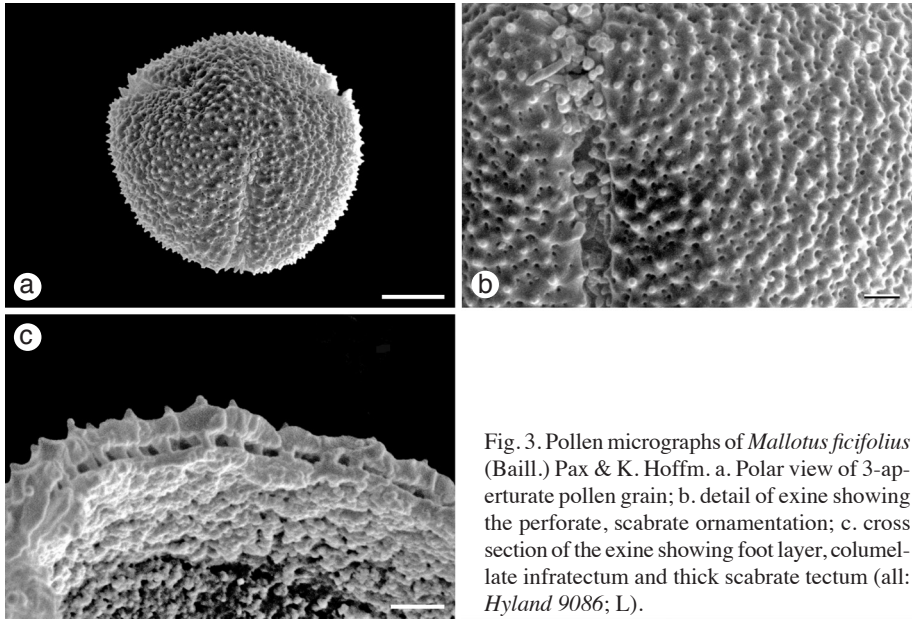 a
b
c
Fig. 3. Pollen micrographs of Mallotus ficifolius
(Baill.) Pax & K. Hoffm. a. Polar view of 3-ap-
erturate pollen grain; b. detail of exine showing
the perforate, scabrate ornamentation; c. cross
section of the exine showing foot layer, columel-
late infratectum and thick scabrate tectum (all:
Hyland 9086; L).